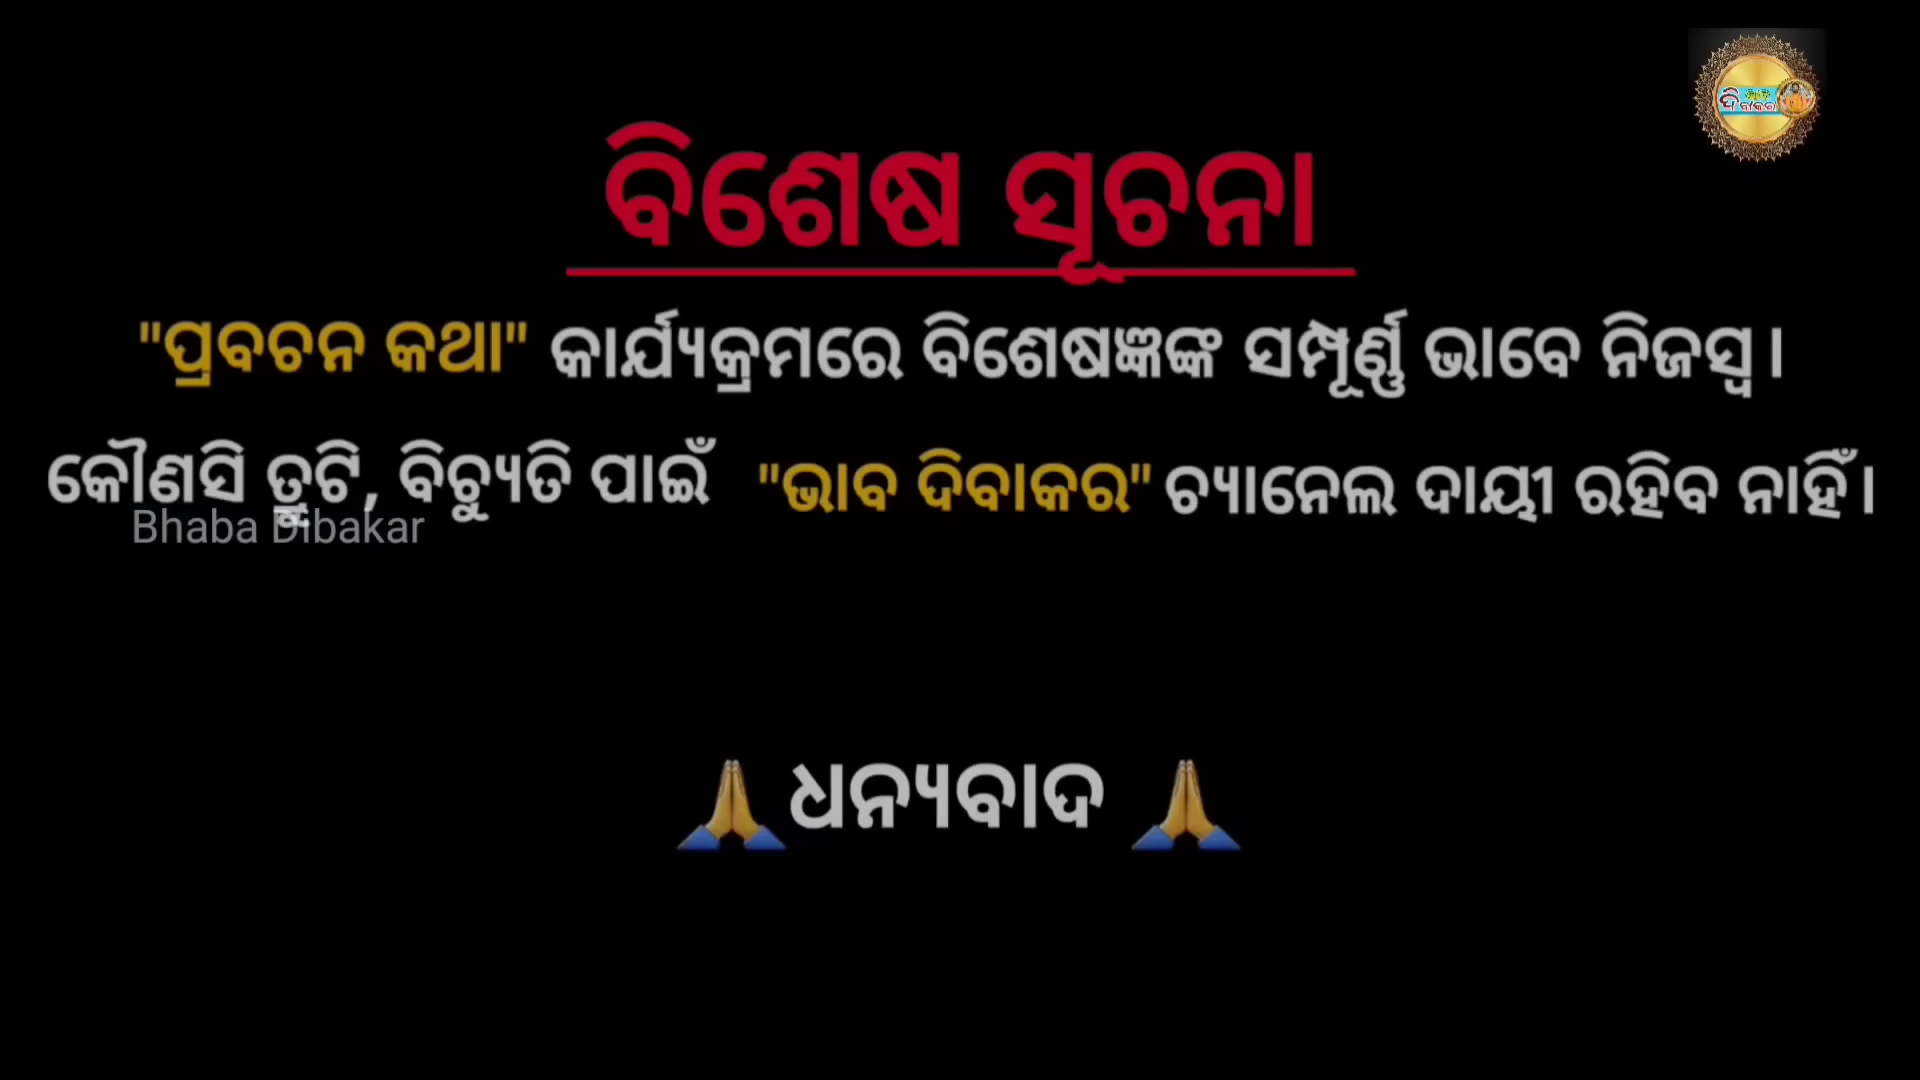 ବିଶେଷ ସୂଚନା
"ପ୍ରବଚନ କଥା" କାର୍ଯ୍ୟକ୍ରମରେ ବିଶେଷଜ୍ଞଙ୍କ ସମ୍ପୂର୍ଣ୍ଣ ଭାବେ ନିଜସ୍ୱ ।
କୌଣସି ତ୍ରୁଟି, ବିଚ୍ୟୁତି ପାଇଁ "ଭାବ ଦିବାକର" ଚ୍ୟାନେଲ ଦାୟୀ ରହିବ ନାହିଁ ।
Bhaba Dibakar
🙏 ଧନ୍ୟବାଦ 🙏